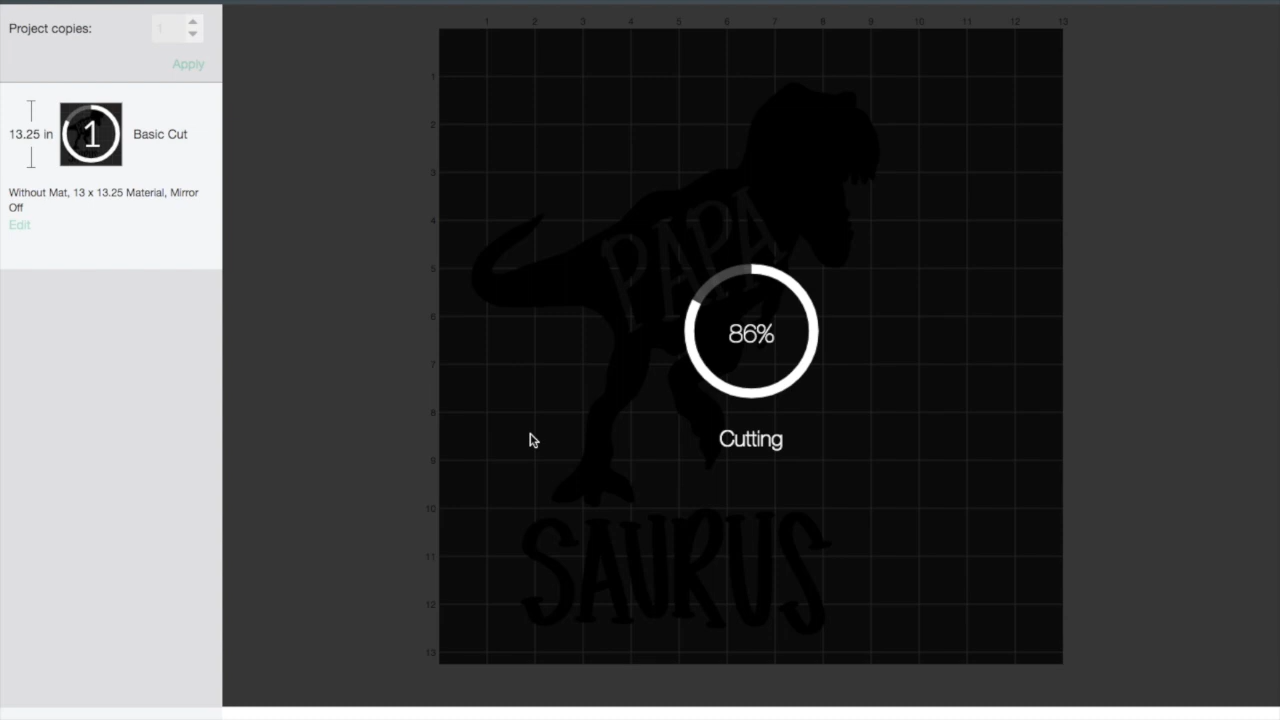 Project copies:
1
Apply
13.25 in
1
Basic Cut
Without Mat, 13 x 13.25 Material, Mirror
Off
Edit
1 2 3 4 5 6 7 8 9 10 11 12 13
1
2
3
4
5
6
7
8
9
10
11
12
13
PAPA
86%
Cutting
SAURUS